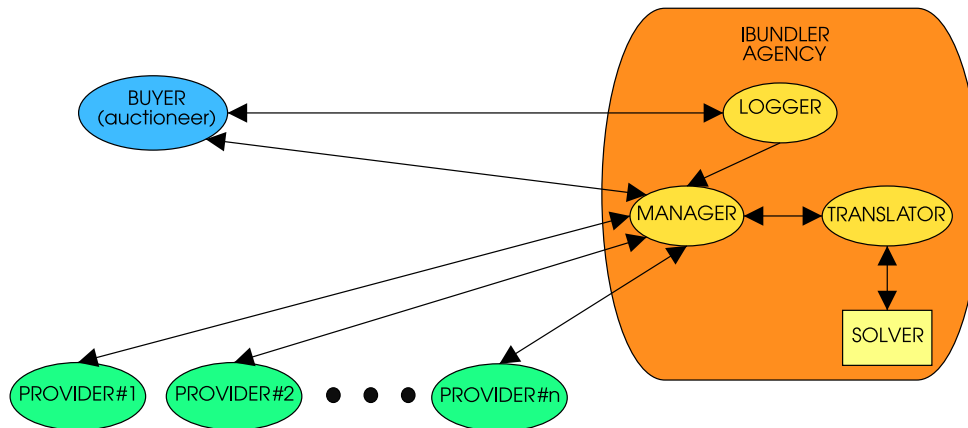 IBUNDLER
AGENCY
BUYER
(auctioneer)
LOGGER
MANAGER
TRANSLATOR
SOLVER
PROVIDER#1
PROVIDER#2
PROVIDER#n